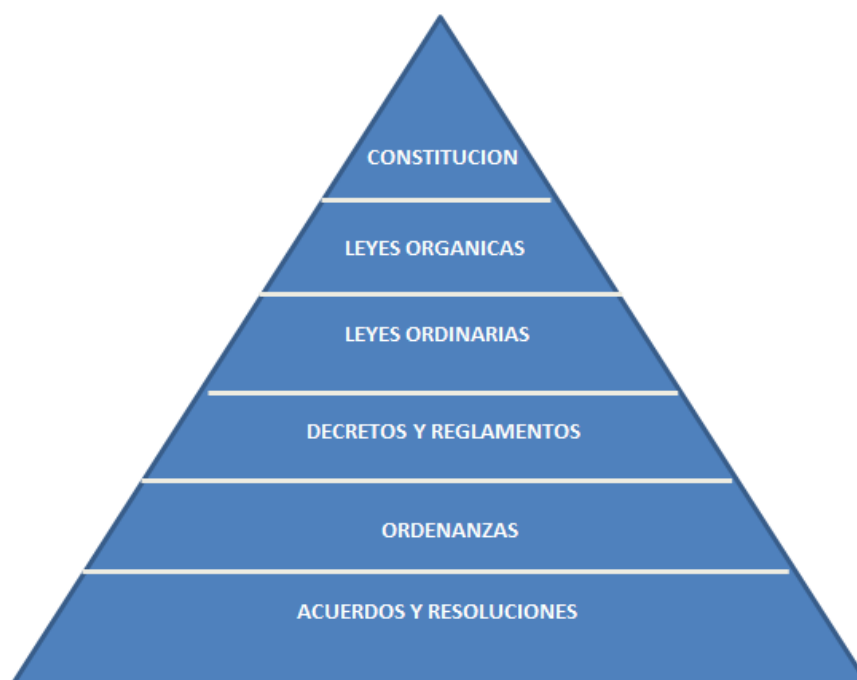 CONSTITUCION
LEYES ORGANICAS
LEYES ORDINARIAS
DECRETOS Y REGLAMENTOS
ORDENANZAS
ACUERDOS Y RESOLUCIONES